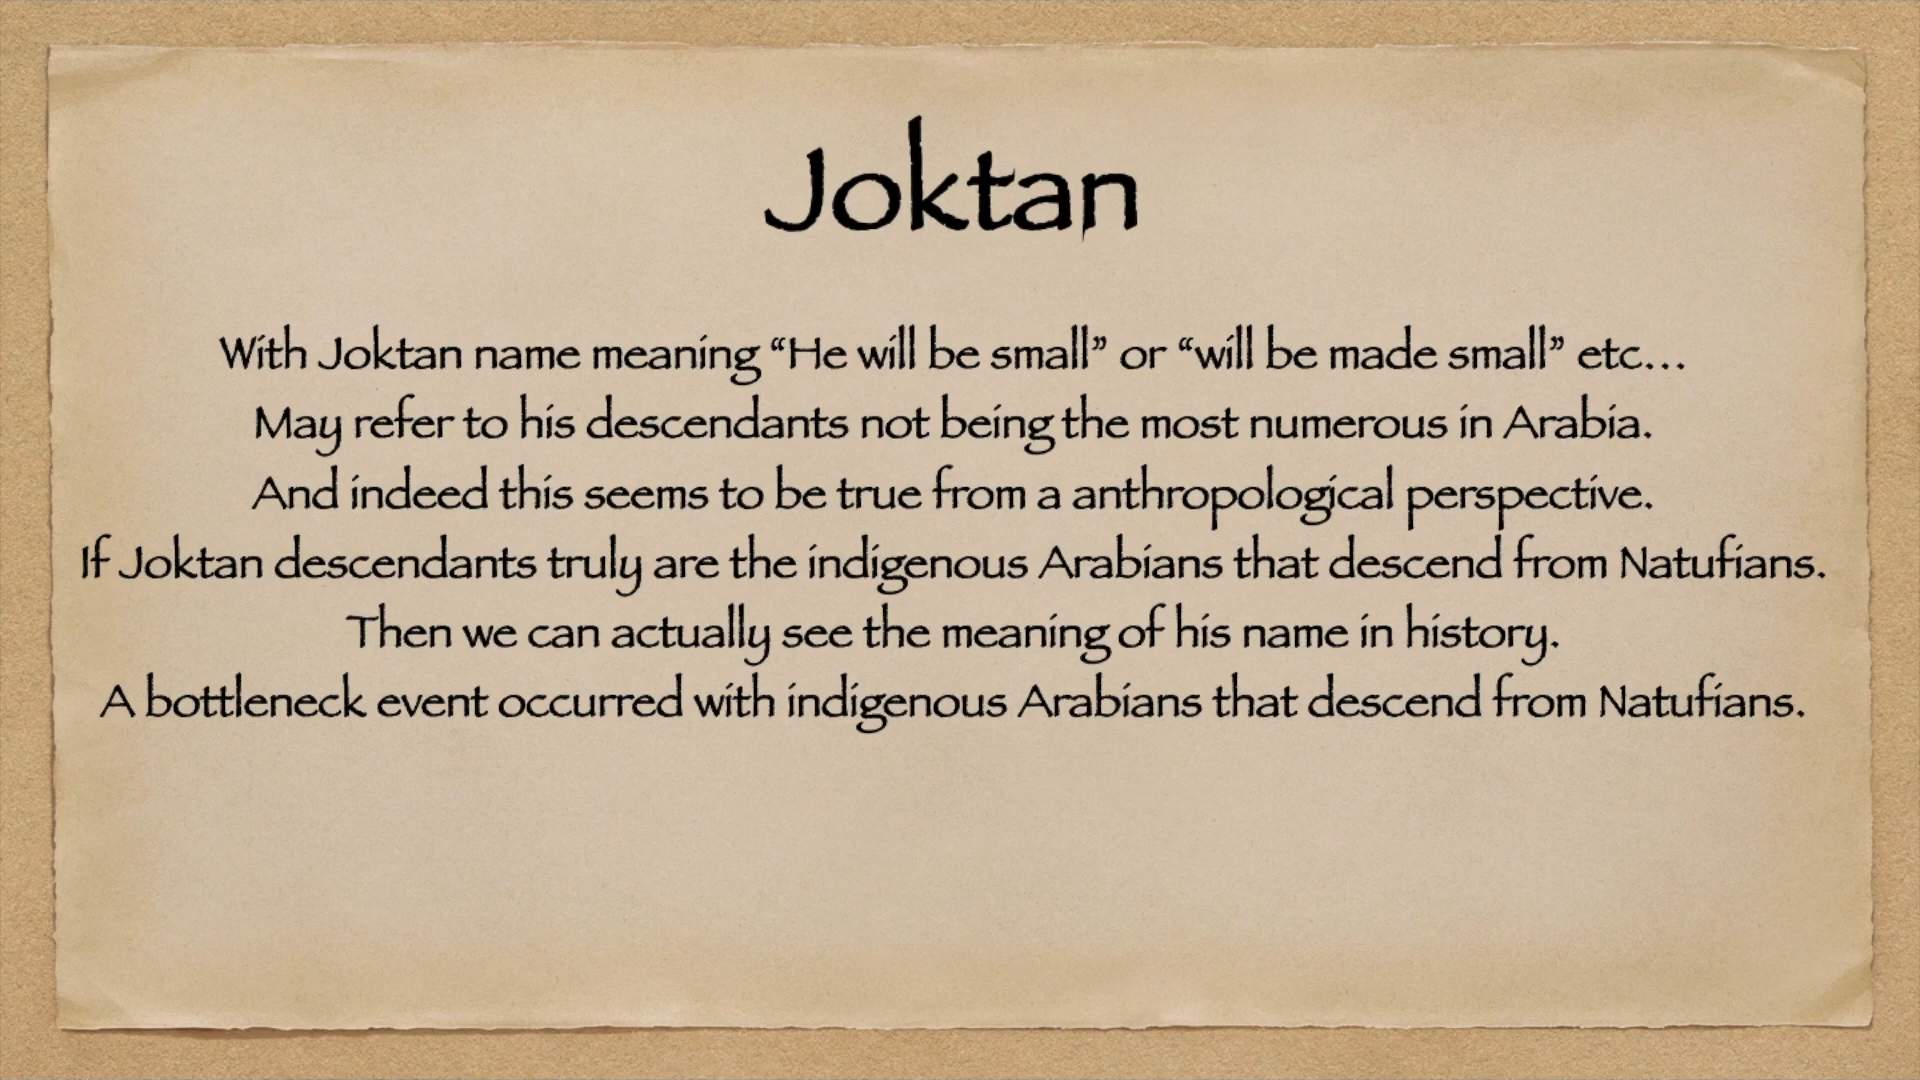 Joktan
With Joktan name meaning “He will be small” or “will be made small” etc…
May refer to his descendants not being the most numerous in Arabia.
And indeed this seems to be true from a anthropological perspective.
If Joktan descendants truly are the indigenous Arabians that descend from Natufians.
Then we can actually see the meaning of his name in history.
A bottleneck event occurred with indigenous Arabians that descend from Natufians.